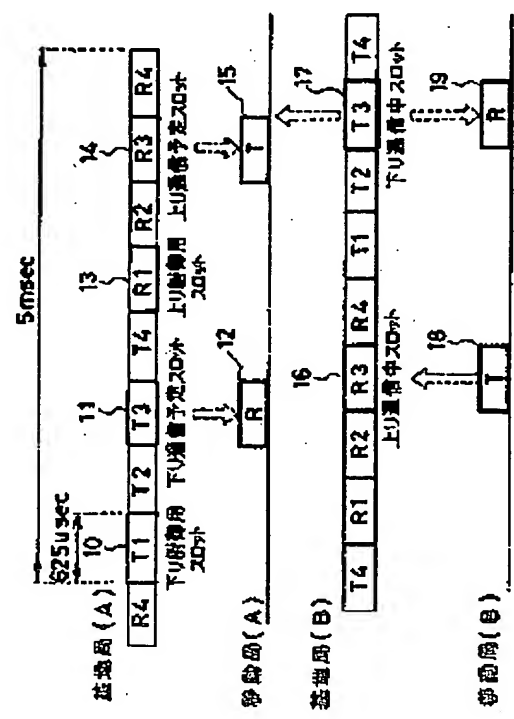 5msec
625usec
10 11 13 14
基地局(A) R4 T1 T2 T3 T4 R1 R2 R3 R4
下り制御用
スロット
下り通信予定スロット
上り制御用
スロット
上り通信予定スロット
12 15
移動局(A) R T
16 17
基地局(B) T4 R1 R2 R3 R4 T1 T2 T3 T4
上り通信中スロット 下り通信中スロット
18 19
移動局(B) T R